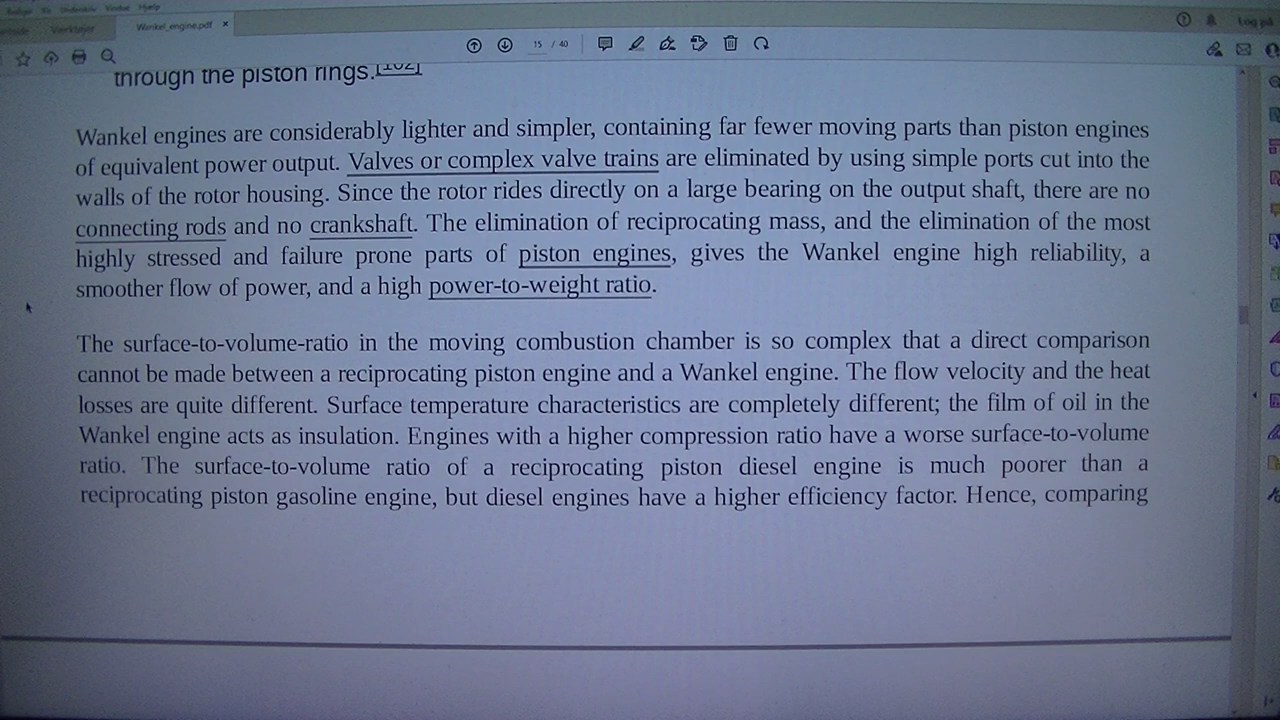 Vindue Hjælp
Værktøjer
Wankel_engine.pdf ×
Log på
15 / 40
through the piston rings.[102]
Wankel engines are considerably lighter and simpler, containing far fewer moving parts than piston engines
of equivalent power output. Valves or complex valve trains are eliminated by using simple ports cut into the
walls of the rotor housing. Since the rotor rides directly on a large bearing on the output shaft, there are no
connecting rods and no crankshaft. The elimination of reciprocating mass, and the elimination of the most
highly stressed and failure prone parts of piston engines, gives the Wankel engine high reliability, a
smoother flow of power, and a high power-to-weight ratio.
The surface-to-volume-ratio in the moving combustion chamber is so complex that a direct comparison
cannot be made between a reciprocating piston engine and a Wankel engine. The flow velocity and the heat
losses are quite different. Surface temperature characteristics are completely different; the film of oil in the
Wankel engine acts as insulation. Engines with a higher compression ratio have a worse surface-to-volume
ratio. The surface-to-volume ratio of a reciprocating piston diesel engine is much poorer than a
reciprocating piston gasoline engine, but diesel engines have a higher efficiency factor. Hence, comparing